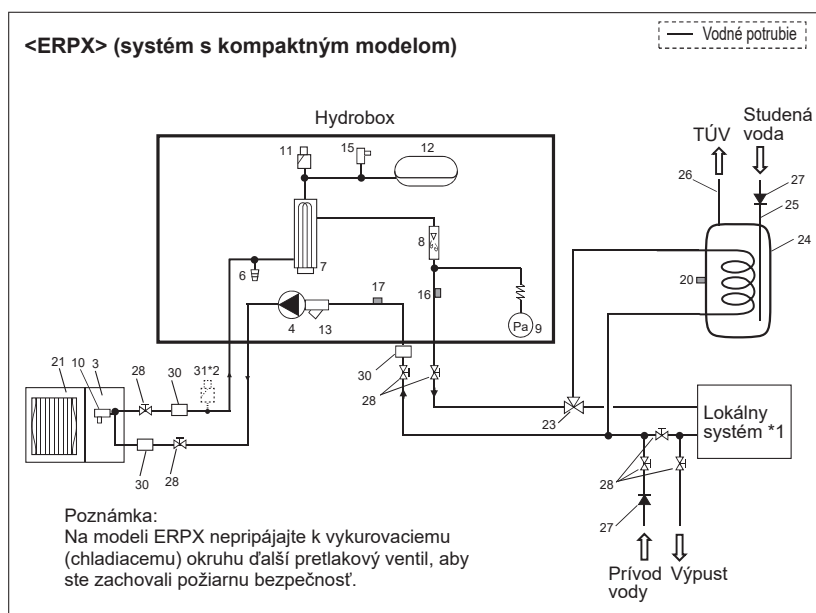 <ERPX> (systém s kompaktným modelom)
Vodné potrubie
Hydrobox
TÚV
Studená
voda
11
15
12
26
27
25
8
24
6
7
20
17
16
Pa
9
4
13
21
10
3
28
30
31*2
30
28
23
Lokálny
systém *1
30
28
28
27
Poznámka:
Na modeli ERPX nepripájajte k vykurovaciemu
(chladiacemu) okruhu ďalší pretlakový ventil, aby
ste zachovali požiarnu bezpečnosť.
Prívod
vody
Výpust